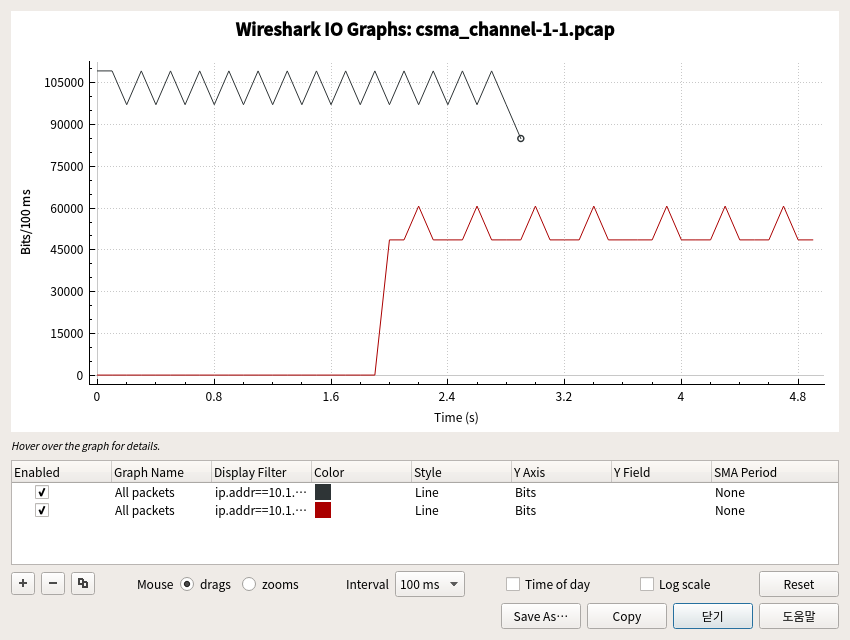 Wireshark IO Graphs: csma_channel-1-1.pcap
105000
90000
75000
60000
45000
30000
15000
0
Bits/100 ms
0 0.8 1.6 2.4 3.2 4 4.8
Time (s)
Hover over the graph for details.
Enabled Graph Name Display Filter Color Style Y Axis Y Field SMA Period
All packets ip.addr==10.1.··· Line Bits None
All packets ip.addr==10.1.··· Line Bits None
Mouse drags zooms Interval 100 ms Time of day Log scale Reset
Save As··· Copy 닫기 도움말